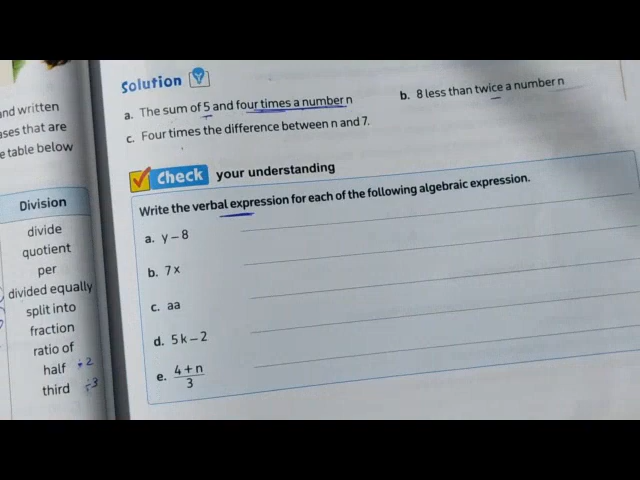 Solution
a. The sum of 5 and four times a number n
b. 8 less than twice a number n
c. Four times the difference between n and 7.
Check your understanding
Write the verbal expression for each of the following algebraic expression.
a. y – 8
b. 7 x
c. aa
d. 5 k – 2
e. 4 + n
3
and written
ases that are
e table below
Division
divide
quotient
per
divided equally
split into
fraction
ratio of
half ÷ 2
third ÷ 3